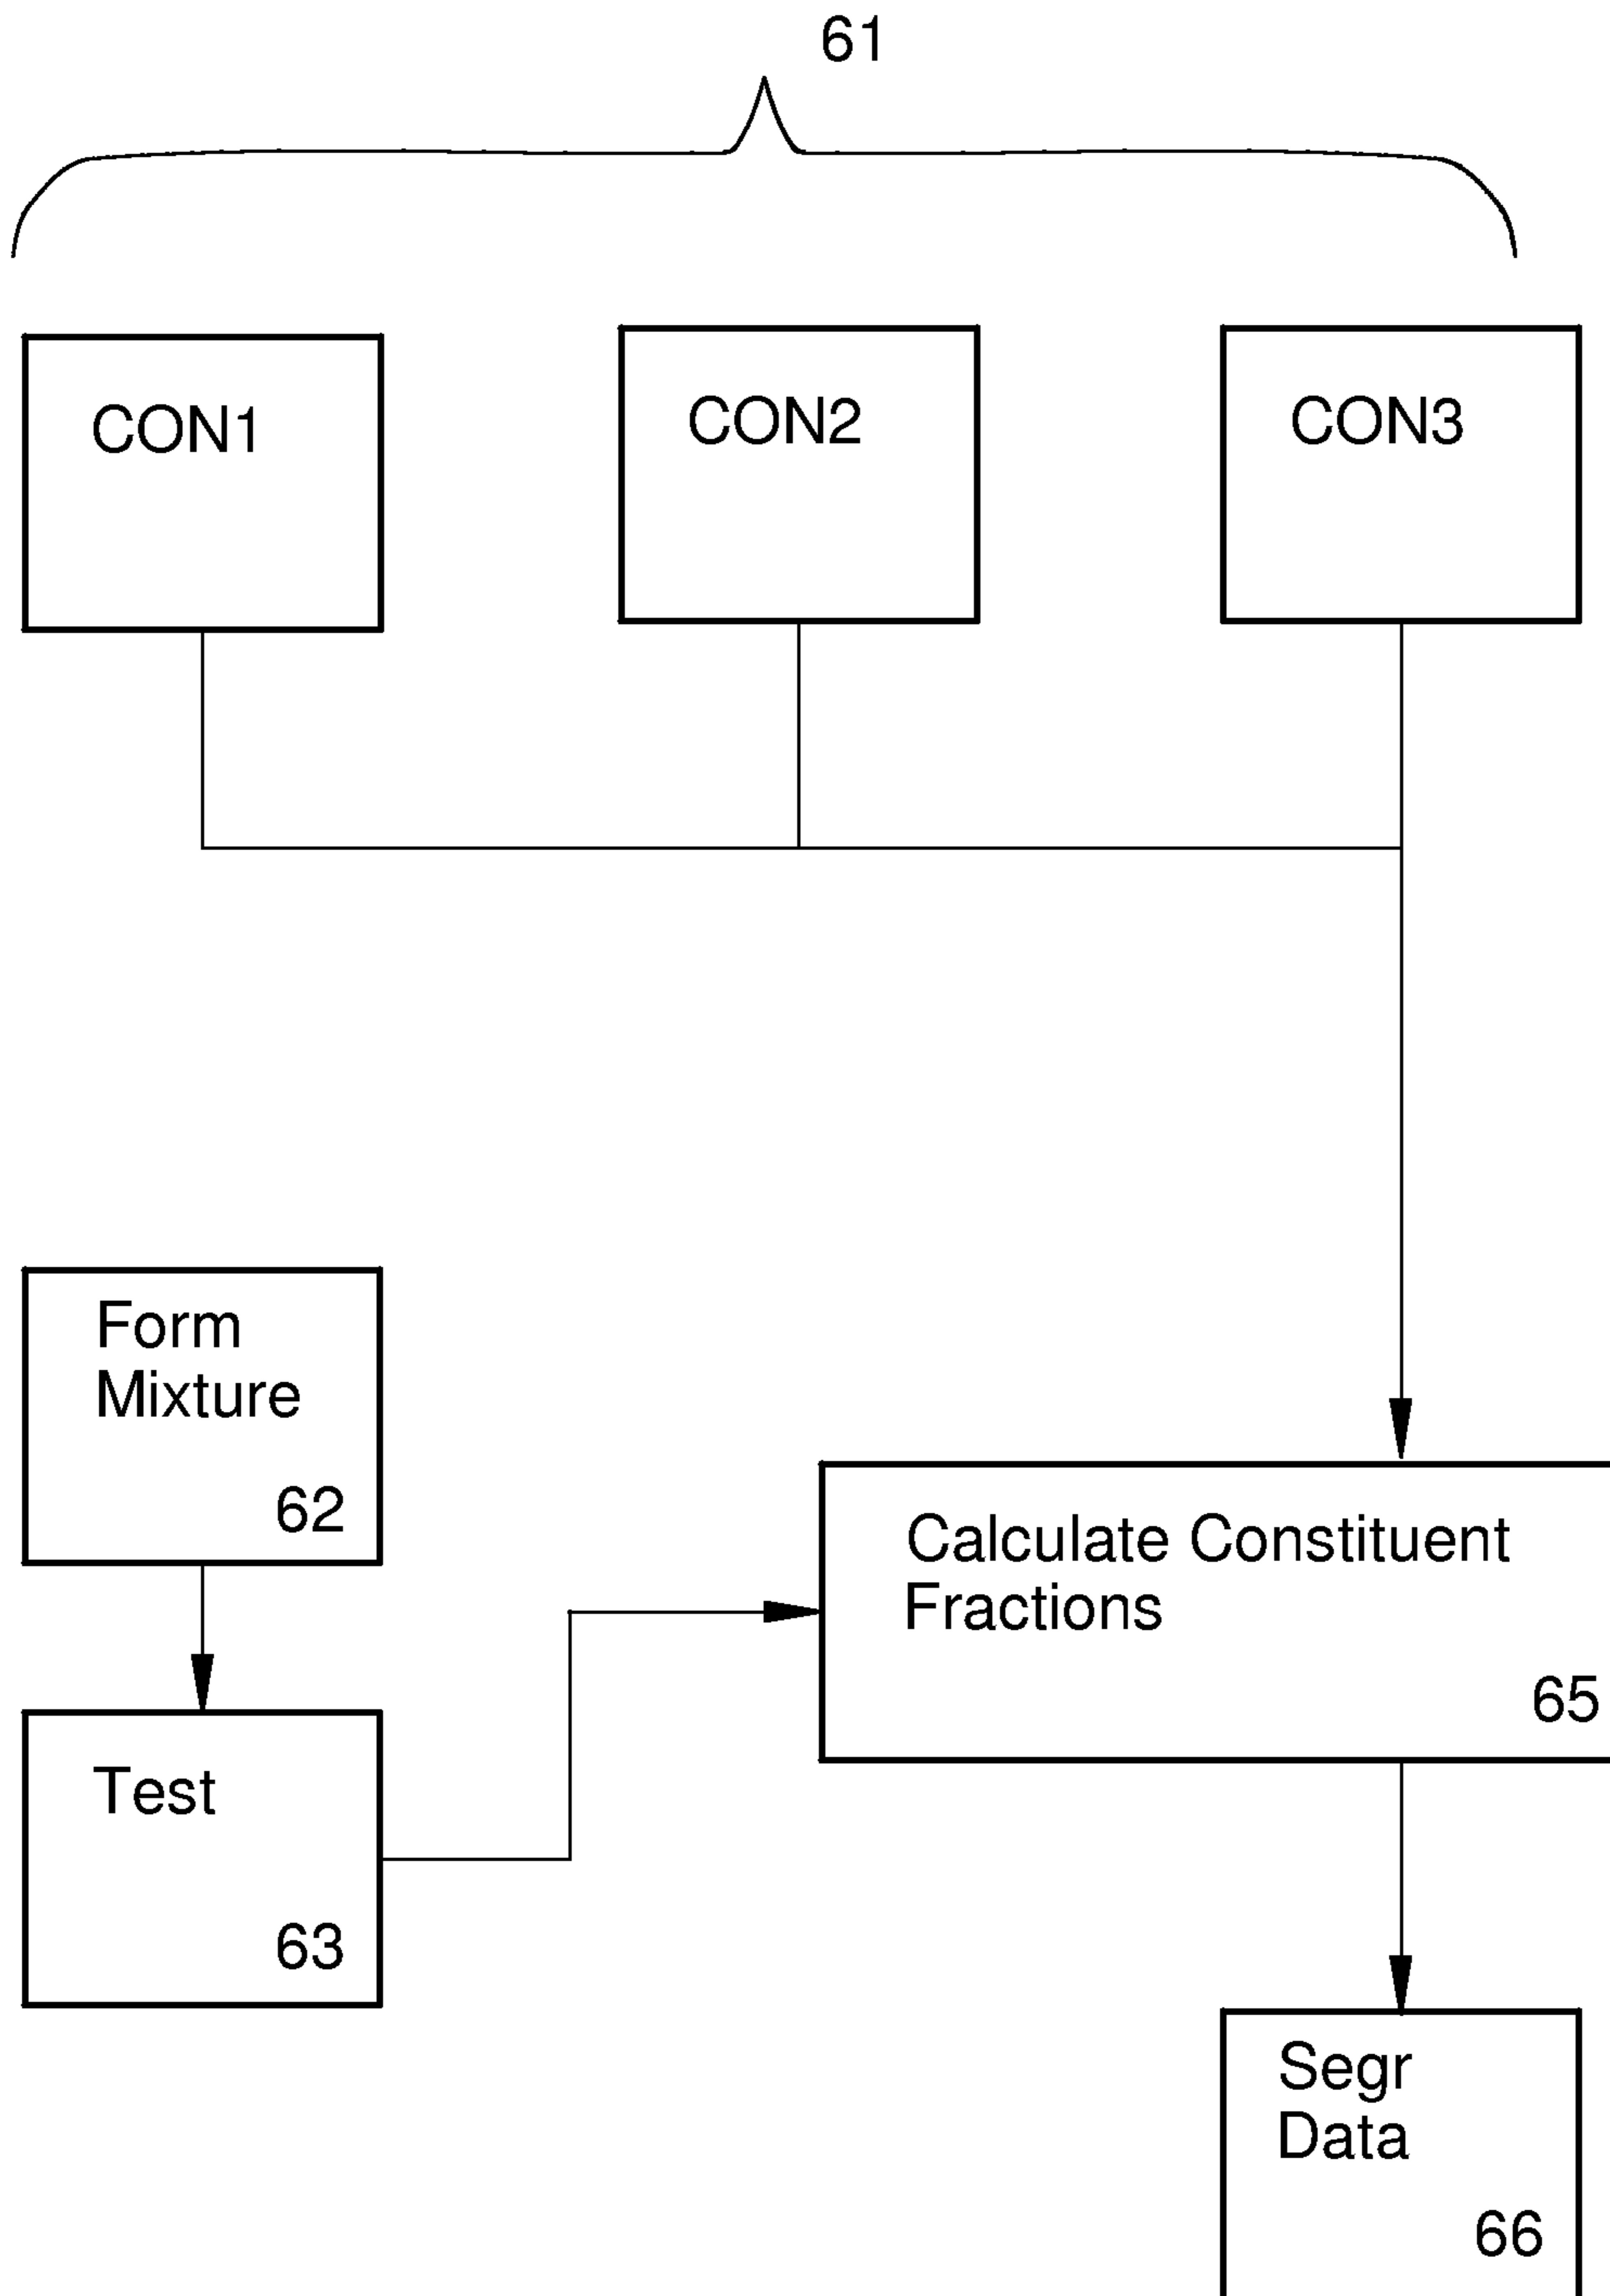 61
CON1
CON2
CON3
Form
Mixture
62
Calculate Constituent
Fractions
65
Test
63
Segr
Data
66